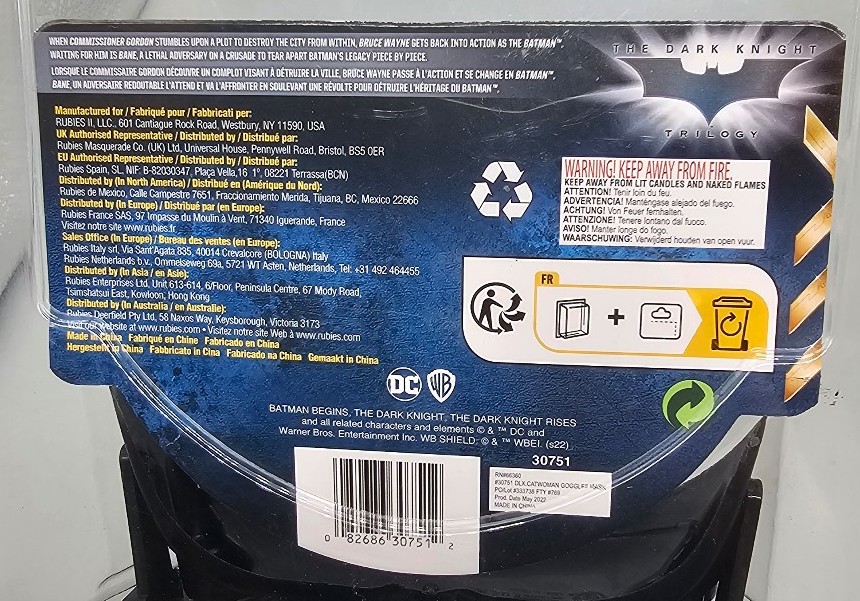 WHEN COMMISSIONER GORDON STUMBLES UPON A PLOT TO DESTROY THE CITY FROM WITHIN, BRUCE WAYNE GETS BACK INTO ACTION AS THE BATMAN™.
WAITING FOR HIM IS BANE, A LETHAL ADVERSARY ON A CRUSADE TO TEAR APART BATMAN'S LEGACY PIECE BY PIECE.
LORSQUE LE COMMISSAIRE GORDON DÉCOUVRE UN COMPLOT VISANT À DÉTRUIRE LA VILLE, BRUCE WAYNE PASSE À L'ACTION ET SE CHANGE EN BATMAN™.
BANE, UN ADVERSAIRE REDOUTABLE L'ATTEND ET VA L'AFFRONTER EN SOULEVANT UNE RÉVOLTE POUR DÉTRUIRE L'HÉRITAGE DU BATMAN™.
THE DARK KNIGHT
TRILOGY
Manufactured for / Fabriqué pour / Fabbricati per:
RUBIES II, LLC., 601 Cantiague Rock Road, Westbury, NY 11590, USA
UK Authorised Representative / Distributed by / Distribué par:
Rubies Masquerade Co. (UK) Ltd, Universal House, Pennywell Road, Bristol, BS5 0ER
EU Authorised Representative / Distributed by / Distribué par:
Rubies Spain, SL. NIF: B-82030347, Plaça Vella,16 1º, 08221 Terrassa(BCN)
Distributed by (In North America) / Distribué en (Amérique du Nord):
Rubies de Mexico, Calle Campestre 7651, Fraccionamiento Merida, Tijuana, BC, Mexico 22666
Distributed by (in Europe) / Distribué par (en Europe):
Rubies France SAS, 97 Impasse du Moulin à Vent, 71340 Iguerande, France
Visitez notre site www.rubies.fr
Sales Office (in Europe) / Bureau des ventes (en Europe):
Rubies Italy srl, Via Sant'Agata 835, 40014 Crevalcore (BOLOGNA) Italy
Rubies Netherlands b.v., Ommelseweg 69a, 5721 WT Asten, Netherlands, Tel: +31 492 464455
Distributed by (in Asia / en Asie):
Rubies Enterprises Ltd. Unit 613-614, 6/Floor, Peninsula Centre, 67 Mody Road,
Tsimshatsui East, Kowloon, Hong Kong
Distributed by (In Australia / en Australie):
Rubies Deerfield Pty Ltd, 58 Naxos Way, Keysborough, Victoria 3173
Visit our website at www.rubies.com • Visitez notre site Web à www.rubies.com
Made in China Fabriqué en Chine Fabricado en China
Hergestellt in China Fabbricato in Cina Fabricado na China Gemaakt in China
WARNING! KEEP AWAY FROM FIRE.
KEEP AWAY FROM LIT CANDLES AND NAKED FLAMES
ATTENTION! Tenir loin du feu.
ADVERTENCIA! Manténgase alejado del fuego.
ACHTUNG! Von Feuer fernhalten.
ATTENZIONE! Tenere lontano dal fuoco.
AVISO! Manter longe do fogo.
WAARSCHUWING: Verwijderd houden van open vuur.
FR
+
DC WB
BATMAN BEGINS, THE DARK KNIGHT, THE DARK KNIGHT RISES
and all related characters and elements © & ™ DC and
Warner Bros. Entertainment Inc. WB SHIELD: © & ™ WBEI. (s22)
30751
RN#66360
#30751 DLX.CATWOMAN GOGGLE MASK
PO/Lot #333738 FTY #769
Prod. Date May 2022
MADE IN CHINA
0 82686 30751 2